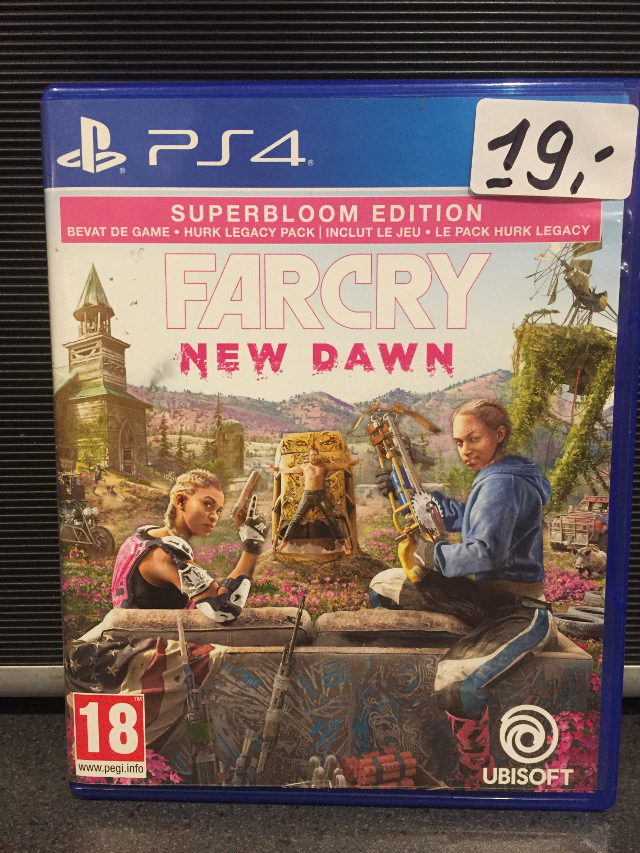 PS4
19,-
SUPERBLOOM EDITION
BEVAT DE GAME • HURK LEGACY PACK | INCLUT LE JEU • LE PACK HURK LEGACY
FARCRY
NEW DAWN
18
www.pegi.info
UBISOFT